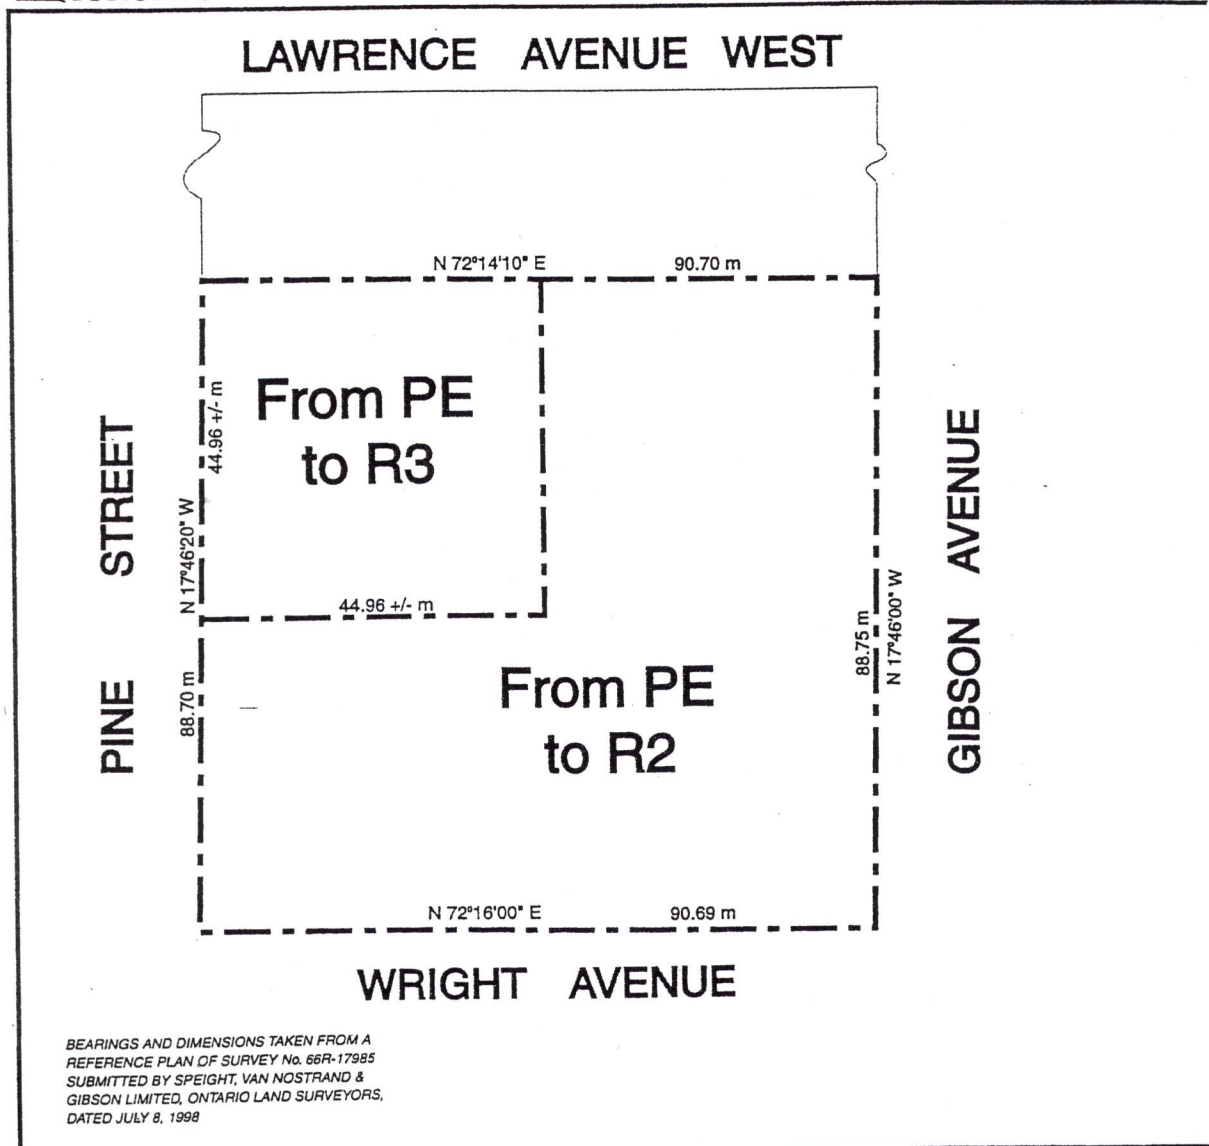 LAWRENCE AVENUE WEST
N 72°14'10" E 90.70 m
From PE
to R3
44.96 +/- m
N 17°46'20" W
44.96 +/- m
PINE STREET
88.70 m
From PE
to R2
88.75 m
N 17°46'00" W
GIBSON AVENUE
N 72°16'00" E 90.69 m
WRIGHT AVENUE
BEARINGS AND DIMENSIONS TAKEN FROM A
REFERENCE PLAN OF SURVEY No. 66R-17985
SUBMITTED BY SPEIGHT, VAN NOSTRAND &
GIBSON LIMITED, ONTARIO LAND SURVEYORS,
DATED JULY 8, 1998